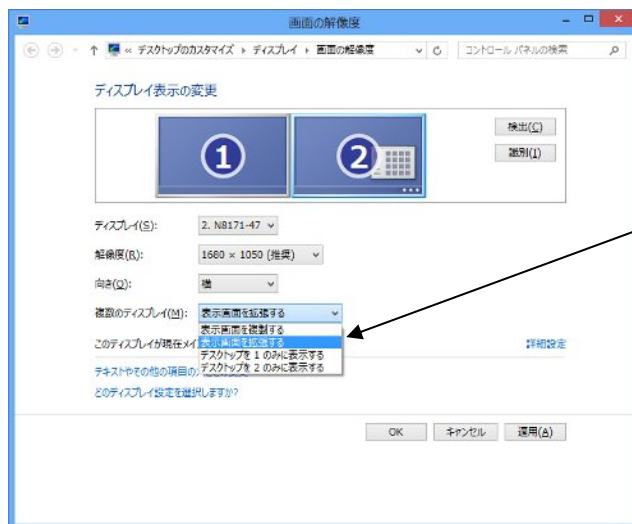 画面の解像度
« デスクトップのカスタマイズ ▸ ディスプレイ ▸ 画面の解像度
コントロール パネルの検索
ディスプレイ表示の変更
1
2
検出(C)
識別(I)
ディスプレイ(S): 2. N8171-47
解像度(R): 1680 × 1050 (推奨)
向き(O): 横
複数のディスプレイ(M): 表示画面を拡張する
表示画面を複製する
このディスプレイが現在メイ
表示画面を拡張する
詳細設定
デスクトップを 1 のみに表示する
テキストやその他の項目の
デスクトップを 2 のみに表示する
どのディスプレイ設定を選択しますか?
OK キャンセル 適用(A)